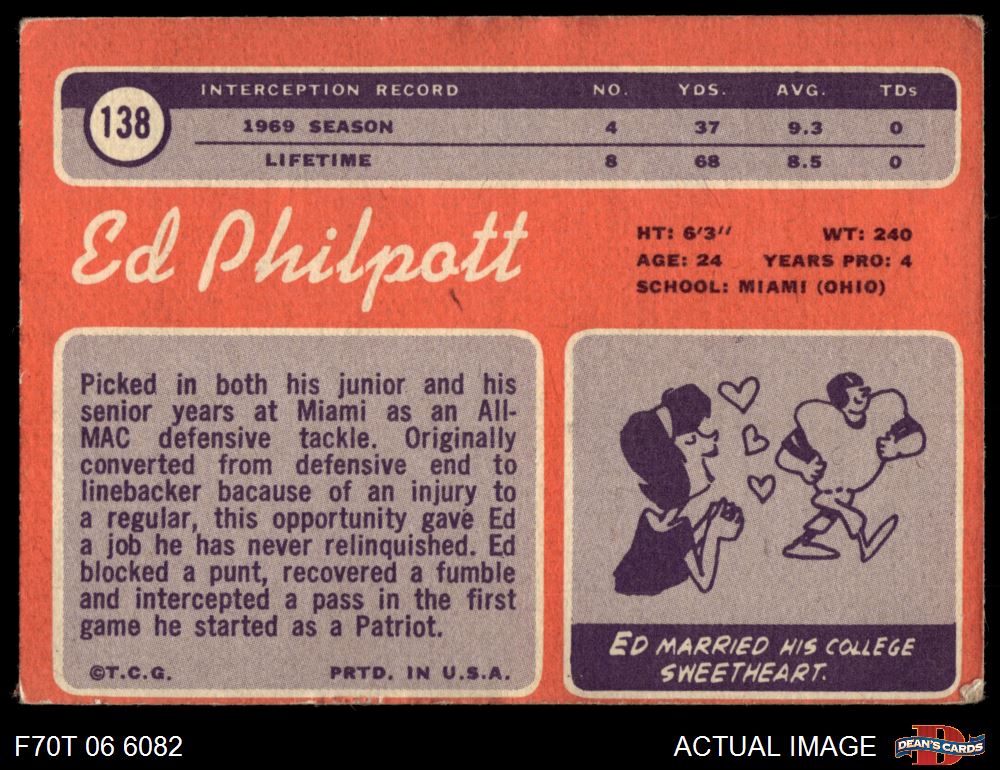 138
INTERCEPTION RECORD NO. YDS. AVG. TDs
1969 SEASON 4 37 9.3 0
LIFETIME 8 68 8.5 0
Ed Philpott
HT: 6'3" WT: 240
AGE: 24 YEARS PRO: 4
SCHOOL: MIAMI (OHIO)
Picked in both his junior and his
senior years at Miami as an All-
MAC defensive tackle. Originally
converted from defensive end to
linebacker bacause of an injury to
a regular, this opportunity gave Ed
a job he has never relinquished. Ed
blocked a punt, recovered a fumble
and intercepted a pass in the first
game he started as a Patriot.
©T.C.G. PRTD. IN U.S.A.
ED MARRIED HIS COLLEGE
SWEETHEART.
F70T 06 6082
ACTUAL IMAGE
D
DEAN'S CARDS